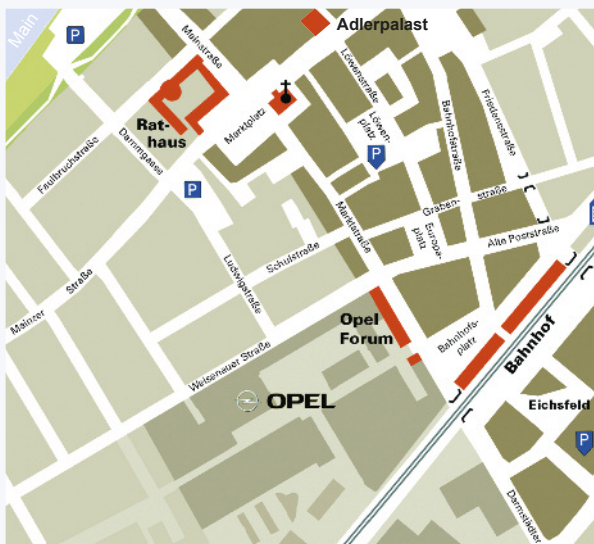 Main
P
Adlerpalast
Mainstraße
Löwenstraße
Rat-
haus
Marktplatz
Löwen-
platz
Bahnhofstraße
Friedensstraße
Faulbruchstraße
Dammgasse
P
P
Marktstraße
Graben-
straße
Europa-
platz
Alte Poststraße
Schulstraße
Ludwigstraße
Mainzer
Straße
Opel
Forum
Bahnhofs-
platz
Bahnhof
Weisenauer Straße
OPEL
Eichsfeld
P
Darmstädter